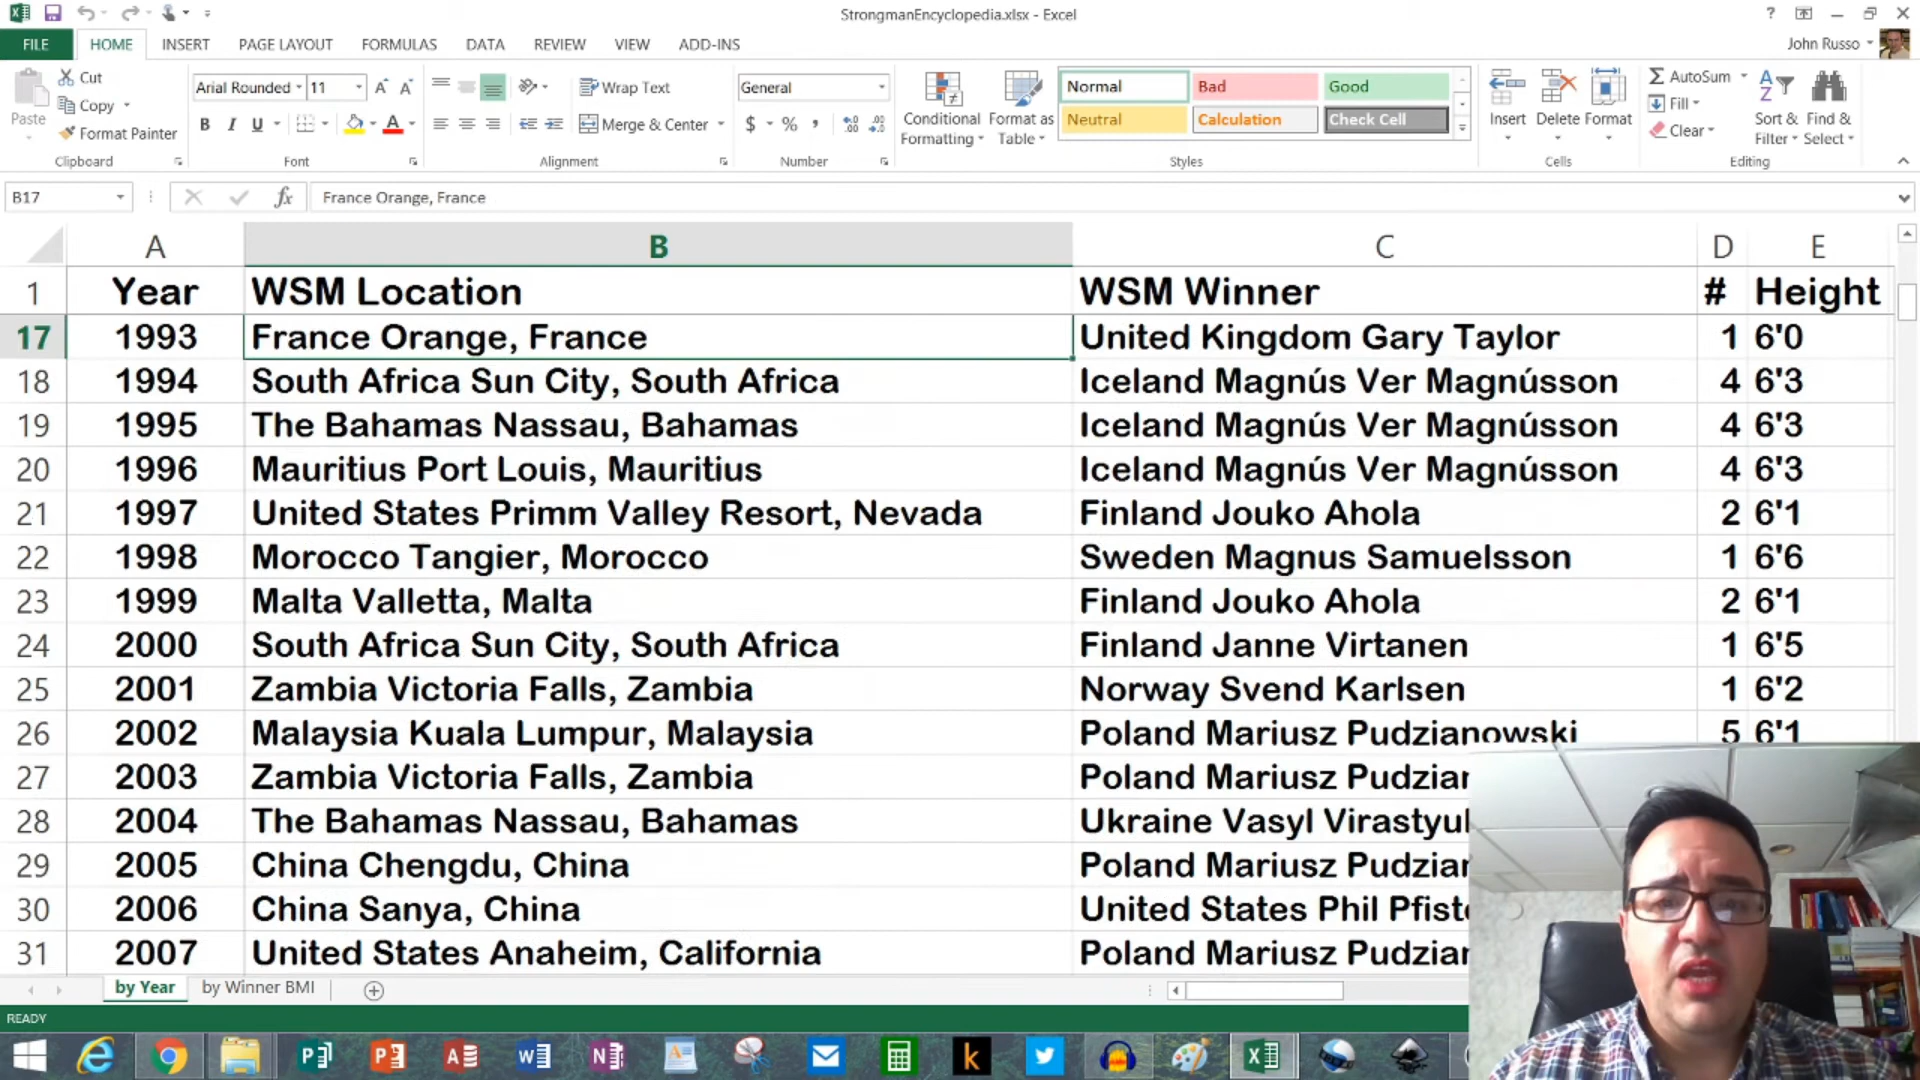 StrongmanEncyclopedia.xlsx - Excel
?
FILE HOME INSERT PAGE LAYOUT FORMULAS DATA REVIEW VIEW ADD-INS
John Russo
Paste
Cut
Copy
Format Painter
Clipboard
Arial Rounded 11
B I U
Font
Wrap Text
Merge & Center
Alignment
General
$ % ,
Number
Conditional Formatting
Format as Table
Normal Bad Good
Neutral Calculation Check Cell
Styles
Insert Delete Format
Cells
AutoSum
Fill
Clear
Sort & Filter
Find & Select
Editing
B17 fx France Orange, France
A B C D E
1 Year WSM Location WSM Winner # Height
17 1993 France Orange, France United Kingdom Gary Taylor 1 6'0
18 1994 South Africa Sun City, South Africa Iceland Magnús Ver Magnússon 4 6'3
19 1995 The Bahamas Nassau, Bahamas Iceland Magnús Ver Magnússon 4 6'3
20 1996 Mauritius Port Louis, Mauritius Iceland Magnús Ver Magnússon 4 6'3
21 1997 United States Primm Valley Resort, Nevada Finland Jouko Ahola 2 6'1
22 1998 Morocco Tangier, Morocco Sweden Magnus Samuelsson 1 6'6
23 1999 Malta Valletta, Malta Finland Jouko Ahola 2 6'1
24 2000 South Africa Sun City, South Africa Finland Janne Virtanen 1 6'5
25 2001 Zambia Victoria Falls, Zambia Norway Svend Karlsen 1 6'2
26 2002 Malaysia Kuala Lumpur, Malaysia Poland Mariusz Pudzianowski 5 6'1
27 2003 Zambia Victoria Falls, Zambia Poland Mariusz Pudzian
28 2004 The Bahamas Nassau, Bahamas Ukraine Vasyl Virastyu
29 2005 China Chengdu, China Poland Mariusz Pudzian
30 2006 China Sanya, China United States Phil Pfist
31 2007 United States Anaheim, California Poland Mariusz Pudzian
by Year by Winner BMI
READY